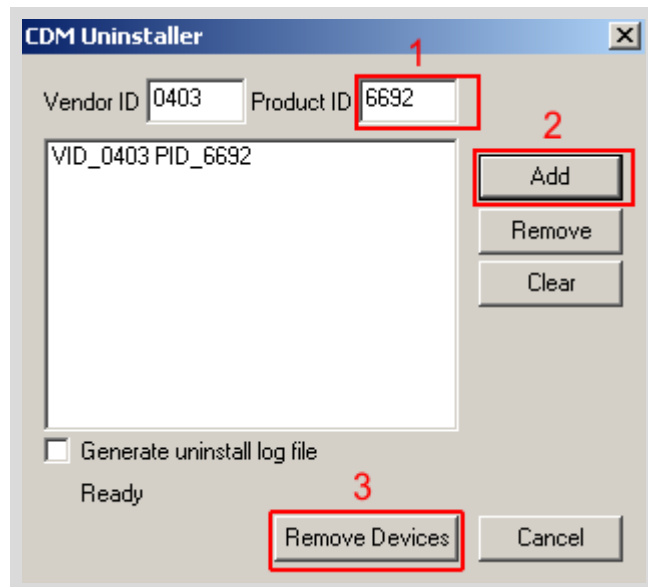 CDM Uninstaller
1
Vendor ID 0403 Product ID 6692
2
VID_0403 PID_6692
Add
Remove
Clear
Generate uninstall log file
Ready
3
Remove Devices Cancel